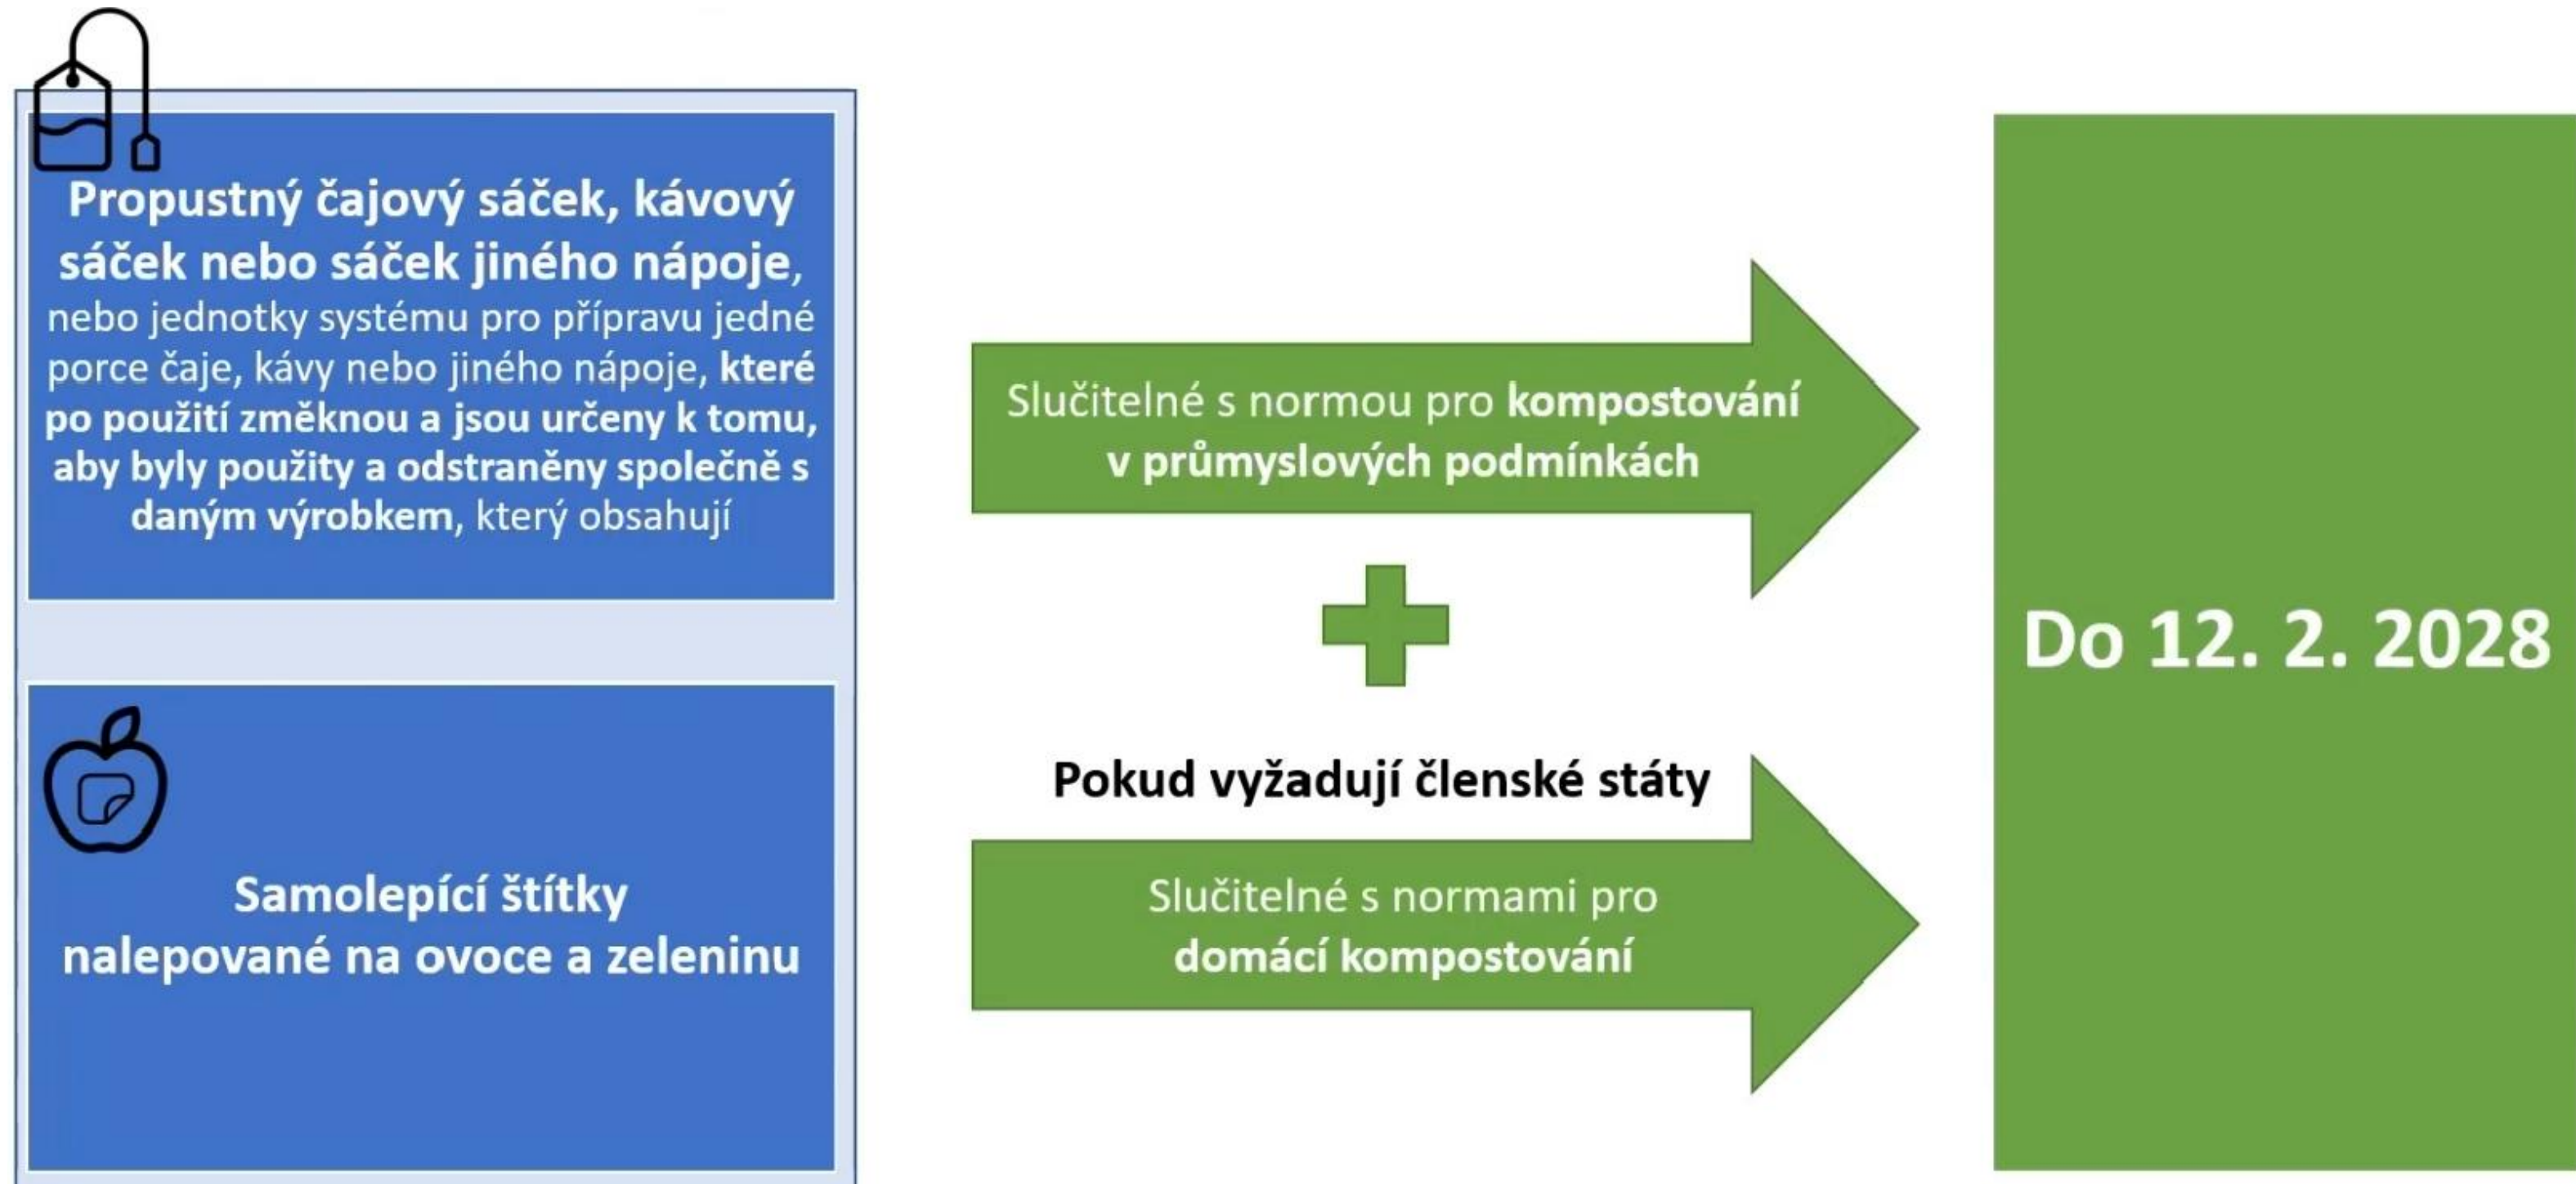 Propustný čajový sáček, kávový
sáček nebo sáček jiného nápoje,
nebo jednotky systému pro přípravu jedné
porce čaje, kávy nebo jiného nápoje, které
po použití změknou a jsou určeny k tomu,
aby byly použity a odstraněny společně s
daným výrobkem, který obsahují
Samolepící štítky
nalepované na ovoce a zeleninu
Slučitelné s normou pro kompostování
v průmyslových podmínkách
Pokud vyžadují členské státy
Slučitelné s normami pro
domácí kompostování
Do 12. 2. 2028